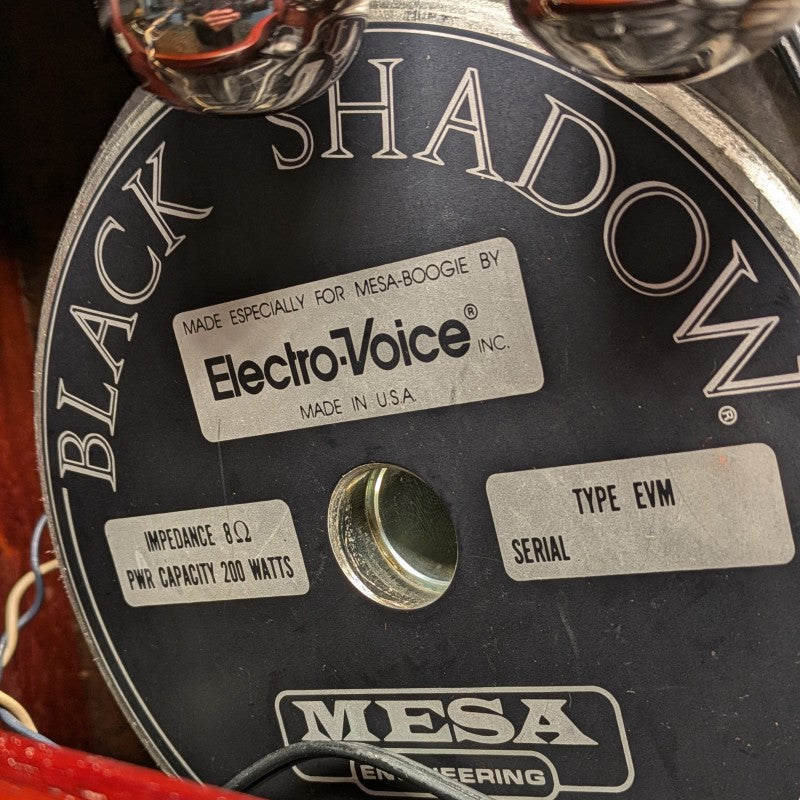 BLACK SHADOW®
MADE ESPECIALLY FOR MESA-BOOGIE BY
Electro-Voice® INC.
MADE IN U.S.A.
IMPEDANCE 8Ω
PWR CAPACITY 200 WATTS
TYPE EVM
SERIAL
MESA
ENGINEERING